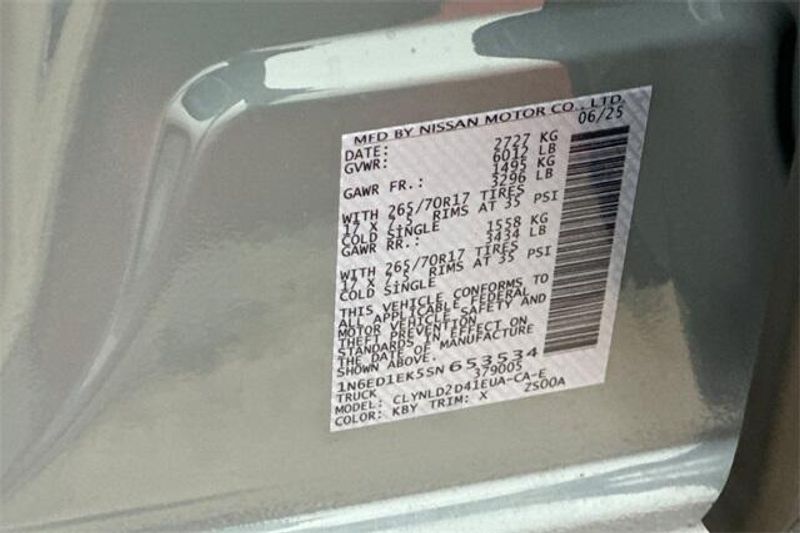 MFD BY NISSAN MOTOR CO., LTD.
DATE: 06/25
GVWR: 2727 KG
6012 LB
GAWR FR.: 1495 KG
3296 LB
WITH 265/70R17 TIRES
17 X 7.5 RIMS AT 35 PSI
COLD SINGLE
GAWR RR.: 1558 KG
3434 LB
WITH 265/70R17 TIRES
17 X 7.5 RIMS AT 35 PSI
COLD SINGLE
THIS VEHICLE CONFORMS TO
ALL APPLICABLE FEDERAL
MOTOR VEHICLE SAFETY AND
THEFT PREVENTION
STANDARDS IN EFFECT ON
THE DATE OF MANUFACTURE
SHOWN ABOVE.
1N6ED1EK5SN653534
TRUCK 379005
MODEL: CLYNLD2D41EUA-CA-E
COLOR: KBY TRIM: X ZS00A